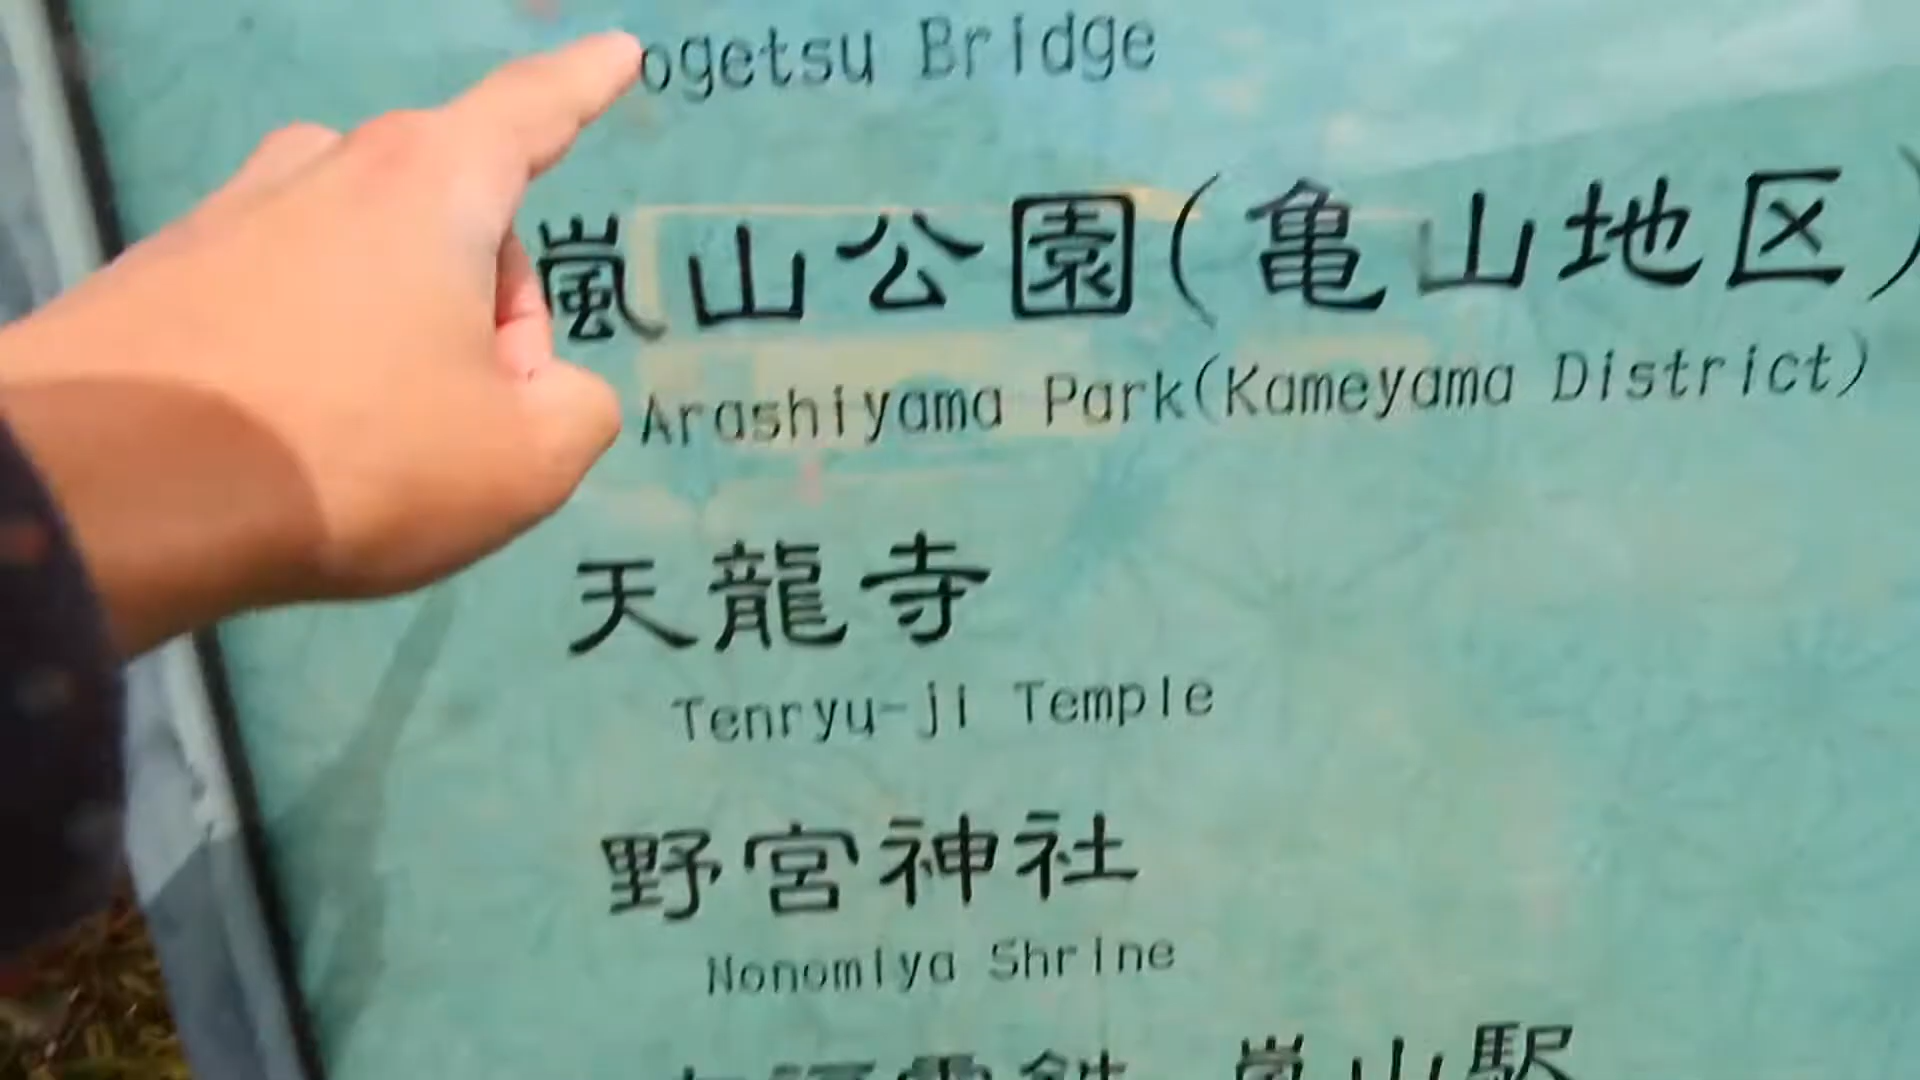 ogetsu Bridge
嵐山公園(亀山地区)
Arashiyama Park(Kameyama District)
天龍寺
Tenryu-ji Temple
野宮神社
Nonomiya Shrine
嵐山駅